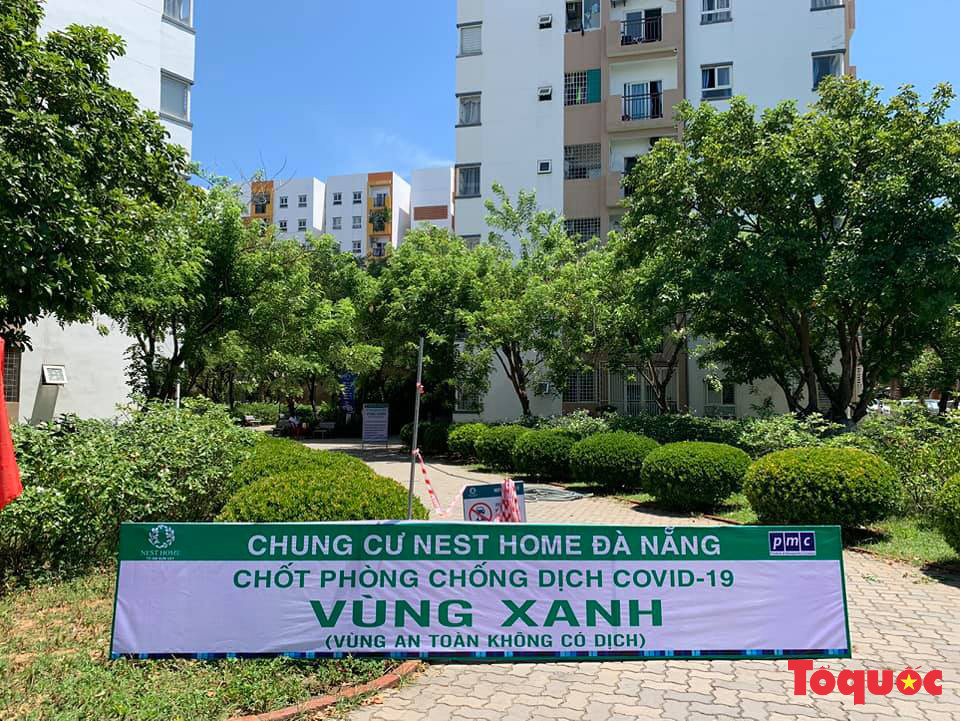 NEST HOME
CHUNG CƯ NEST HOME ĐÀ NẴNG
pmc
CHỐT PHÒNG CHỐNG DỊCH COVID-19
VÙNG XANH
(VÙNG AN TOÀN KHÔNG CÓ DỊCH)
Tổquốc